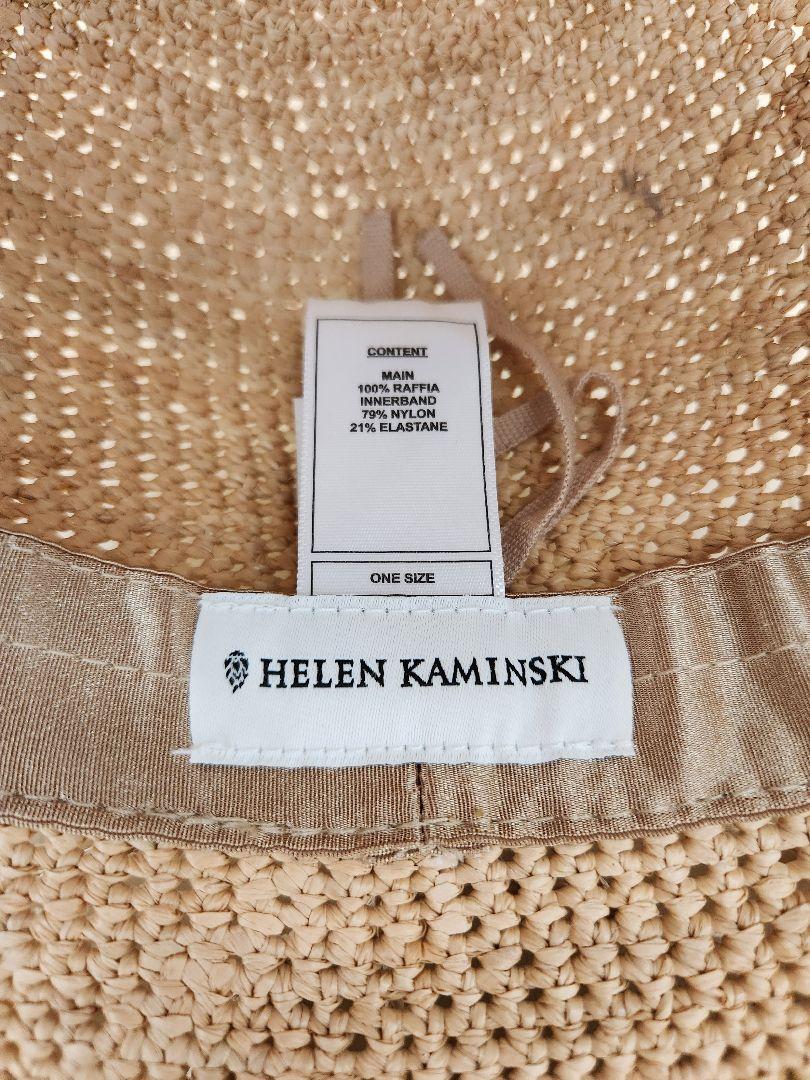 CONTENT
MAIN
100% RAFFIA
INNERBAND
79% NYLON
21% ELASTANE
ONE SIZE
HELEN KAMINSKI